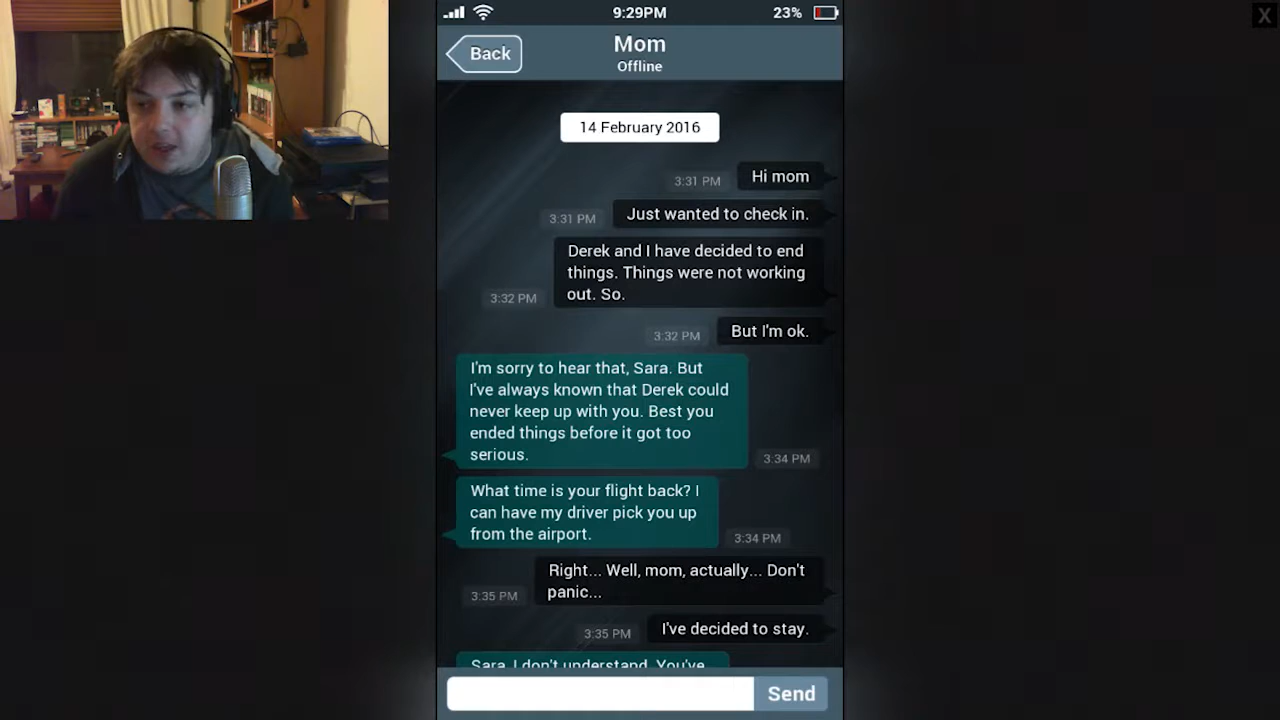 9:29PM
23%
X
Back
Mom
Offline
14 February 2016
3:31 PM
Hi mom
3:31 PM
Just wanted to check in.
Derek and I have decided to end
things. Things were not working
out. So.
3:32 PM
3:32 PM
But I'm ok.
I'm sorry to hear that, Sara. But
I've always known that Derek could
never keep up with you. Best you
ended things before it got too
serious.
3:34 PM
What time is your flight back? I
can have my driver pick you up
from the airport.
3:34 PM
Right... Well, mom, actually... Don't
panic...
3:35 PM
3:35 PM
I've decided to stay.
Sara, I don't understand. You've
Send